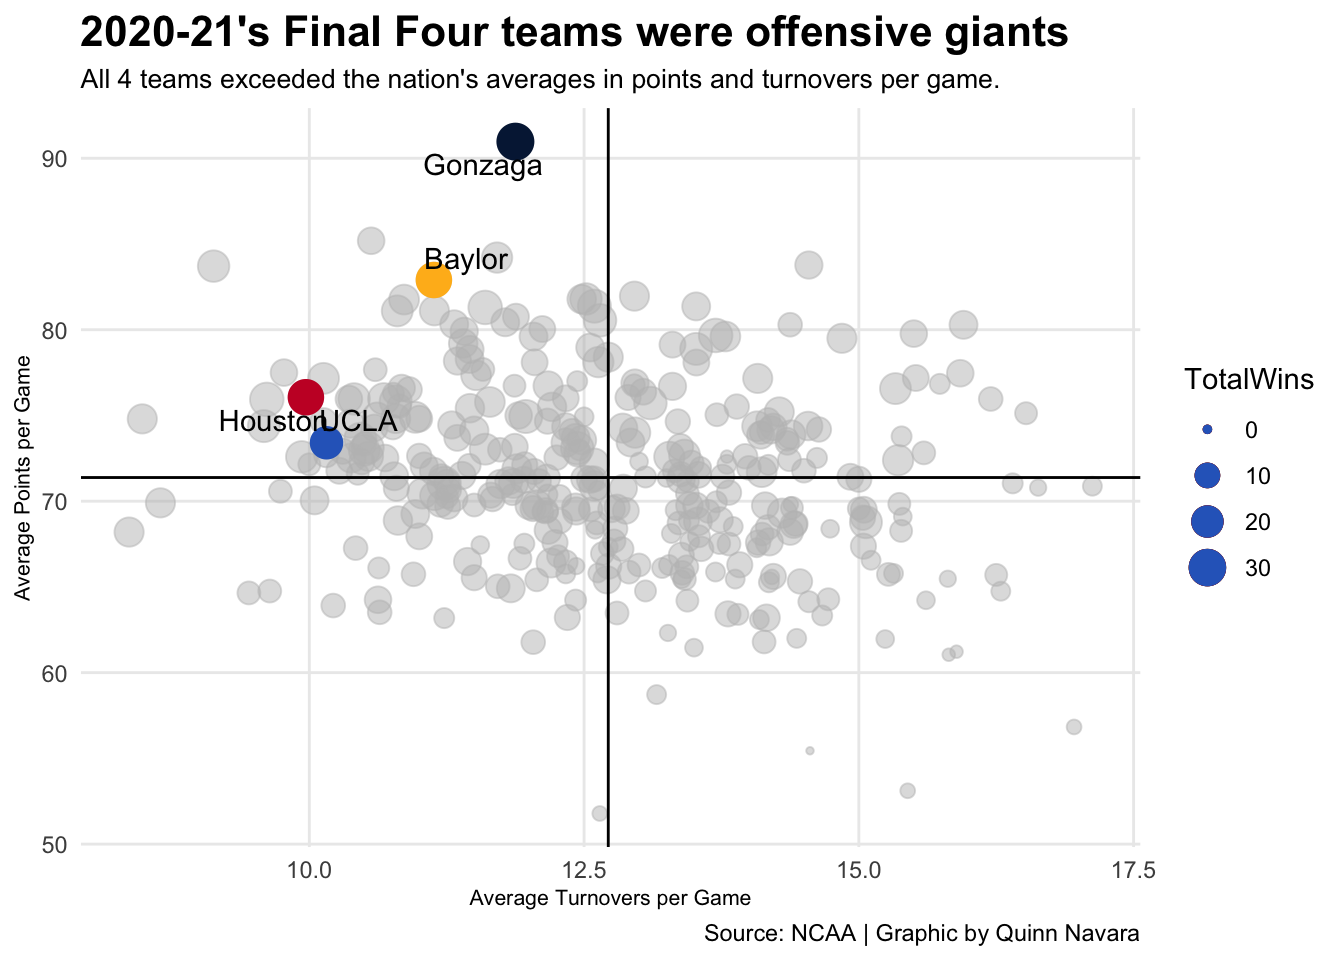 2020-21's Final Four teams were offensive giants
All 4 teams exceeded the nation's averages in points and turnovers per game.
Average Points per Game
90
80
70
60
50
Gonzaga
Baylor
Houston
UCLA
10.0
12.5
15.0
17.5
Average Turnovers per Game
TotalWins
0
10
20
30
Source: NCAA | Graphic by Quinn Navara